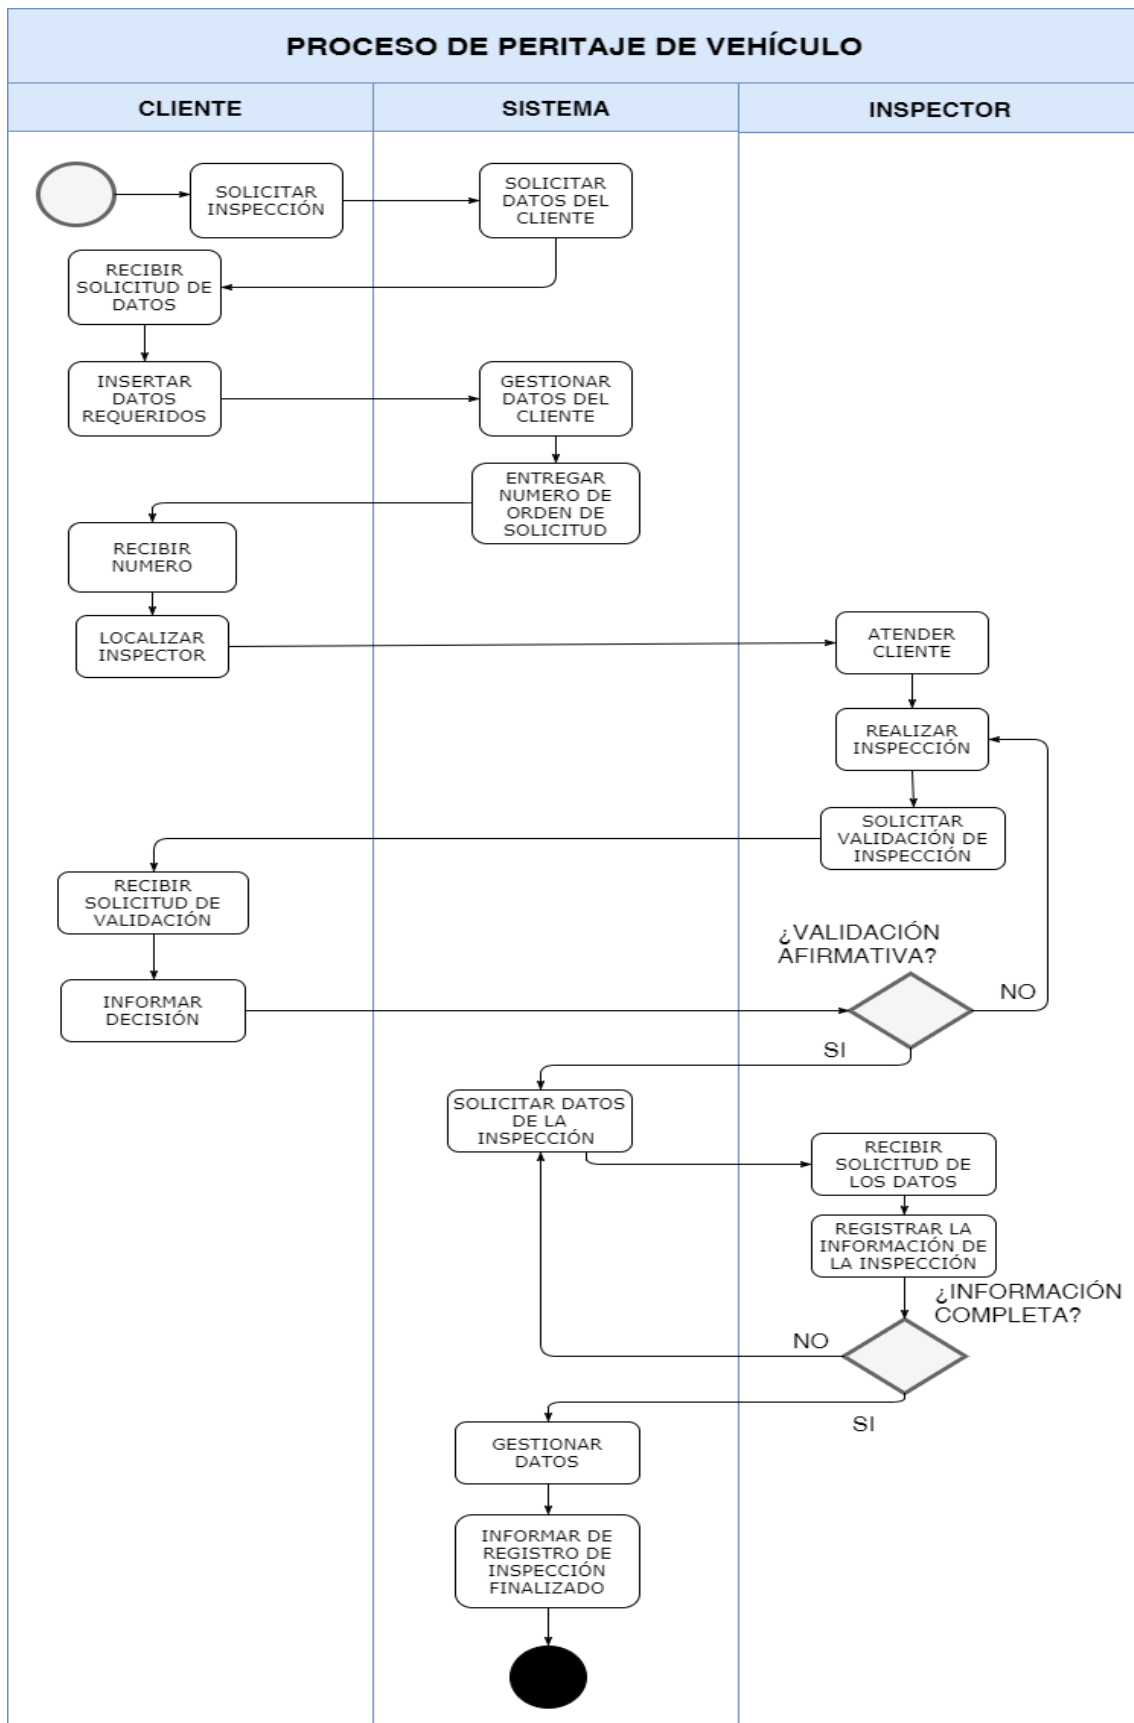 PROCESO DE PERITAJE DE VEHÍCULO
CLIENTE
SISTEMA
INSPECTOR
SOLICITAR
INSPECCIÓN
SOLICITAR
DATOS DEL
CLIENTE
RECIBIR
SOLICITUD DE
DATOS
INSERTAR
DATOS
REQUERIDOS
GESTIONAR
DATOS DEL
CLIENTE
ENTREGAR
NUMERO DE
ORDEN DE
SOLICITUD
RECIBIR
NUMERO
LOCALIZAR
INSPECTOR
ATENDER
CLIENTE
REALIZAR
INSPECCIÓN
SOLICITAR
VALIDACIÓN DE
INSPECCIÓN
RECIBIR
SOLICITUD DE
VALIDACIÓN
INFORMAR
DECISIÓN
¿VALIDACIÓN
AFIRMATIVA?
NO
SI
SOLICITAR DATOS
DE LA
INSPECCIÓN
RECIBIR
SOLICITUD DE
LOS DATOS
REGISTRAR LA
INFORMACIÓN DE
LA INSPECCIÓN
¿INFORMACIÓN
COMPLETA?
NO
SI
GESTIONAR
DATOS
INFORMAR DE
REGISTRO DE
INSPECCIÓN
FINALIZADO